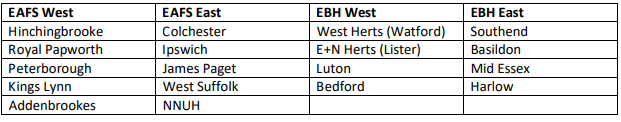 EAFS West EAFS East EBH West EBH East
Hinchingbrooke Colchester West Herts (Watford) Southend
Royal Papworth Ipswich E+N Herts (Lister) Basildon
Peterborough James Paget Luton Mid Essex
Kings Lynn West Suffolk Bedford Harlow
Addenbrookes NNUH